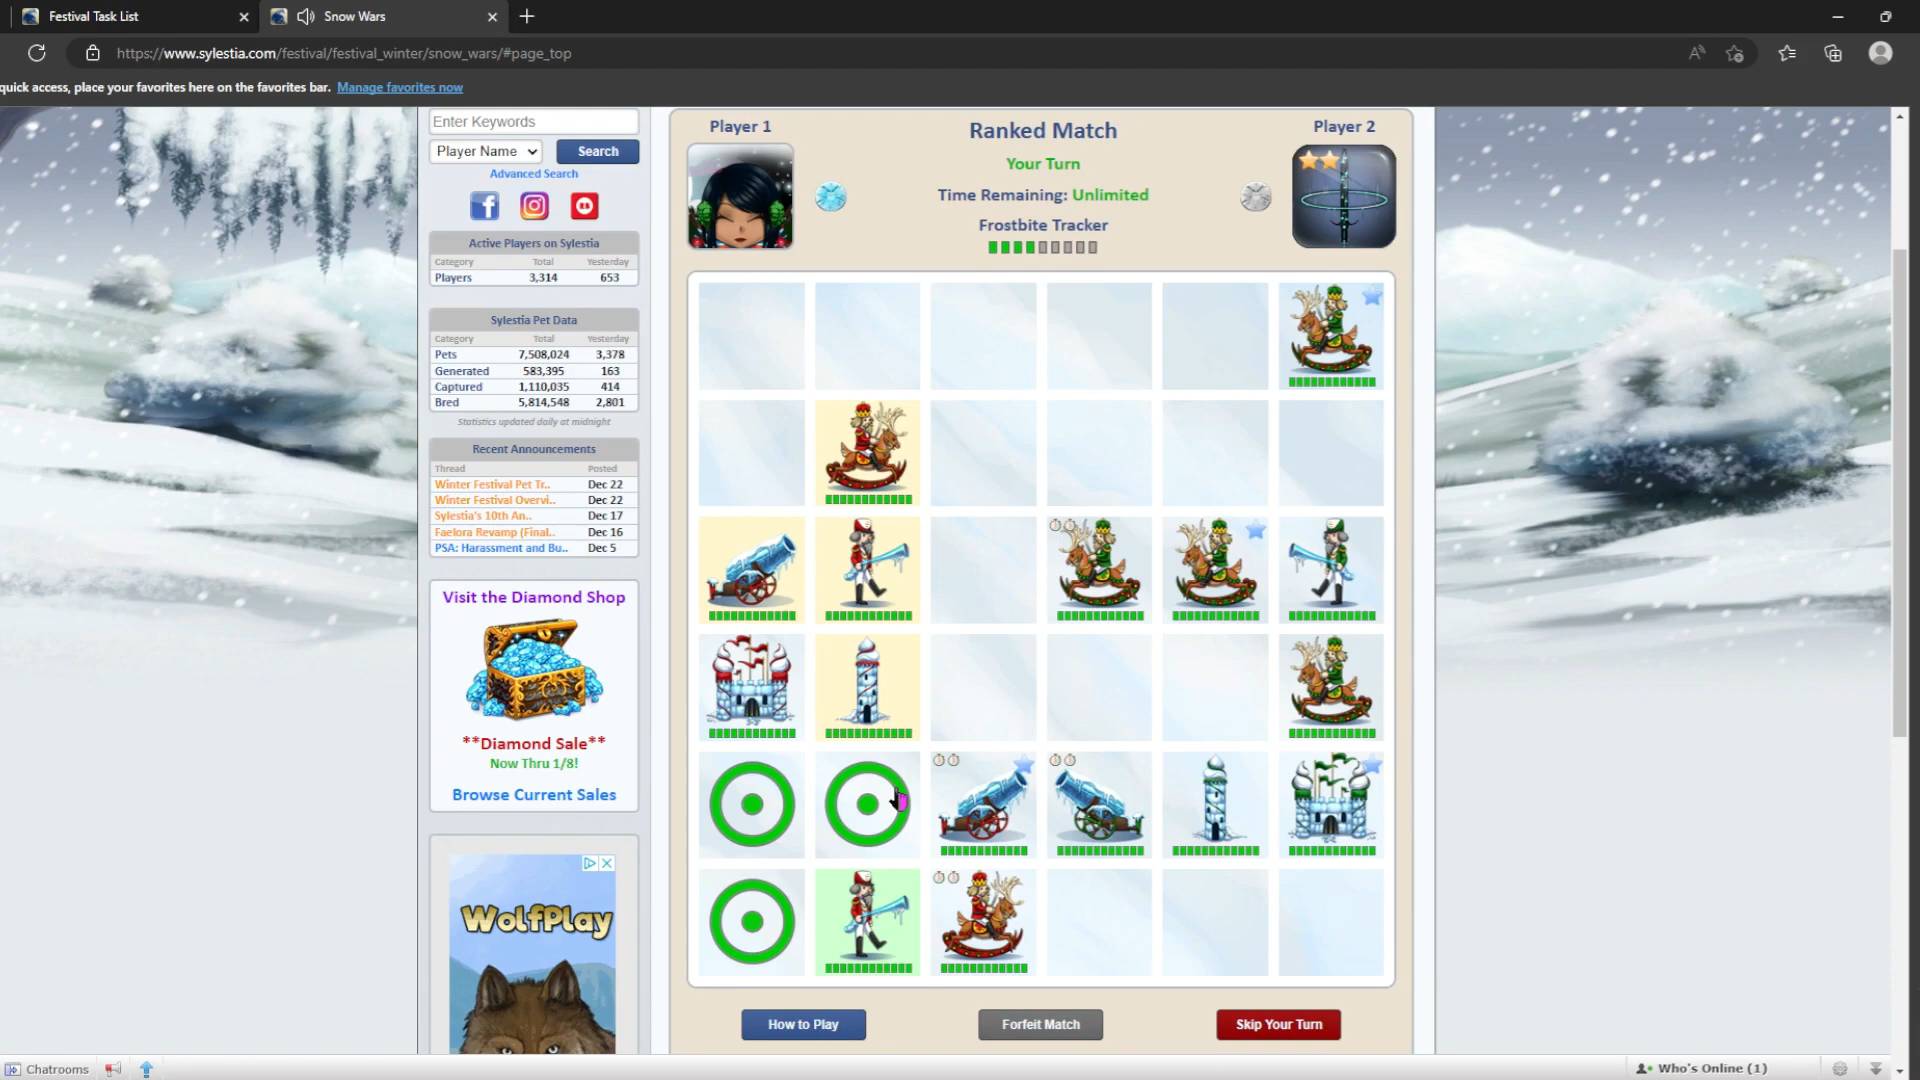 Festival Task List
Snow Wars
https://www.sylestia.com/festival/festival_winter/snow_wars/#page_top
quick access, place your favorites here on the favorites bar. Manage favorites now
Enter Keywords
Player Name
Search
Advanced Search
Active Players on Sylestia
Category Total Yesterday
Players 3,314 653
Sylestia Pet Data
Category Total Yesterday
Pets 7,508,024 3,378
Generated 583,395 163
Captured 1,110,035 414
Bred 5,814,548 2,801
Statistics updated daily at midnight
Recent Announcements
Thread Posted
Winter Festival Pet Tr.. Dec 22
Winter Festival Overvi.. Dec 22
Sylestia's 10th An.. Dec 17
Faelora Revamp (Final.. Dec 16
PSA: Harassment and Bu.. Dec 5
Visit the Diamond Shop
**Diamond Sale**
Now Thru 1/8!
Browse Current Sales
WolfPlay
Player 1
Ranked Match
Player 2
Your Turn
Time Remaining: Unlimited
Frostbite Tracker
How to Play
Forfeit Match
Skip Your Turn
Chatrooms
Who's Online (1)